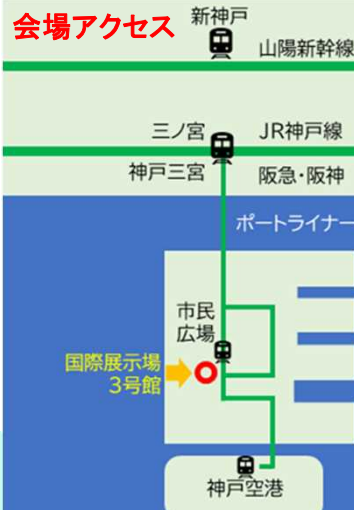 会場アクセス
新神戸
山陽新幹線
三ノ宮
JR神戸線
神戸三宮
阪急・阪神
ポートライナー
市民
広場
国際展示場
3号館
神戸空港